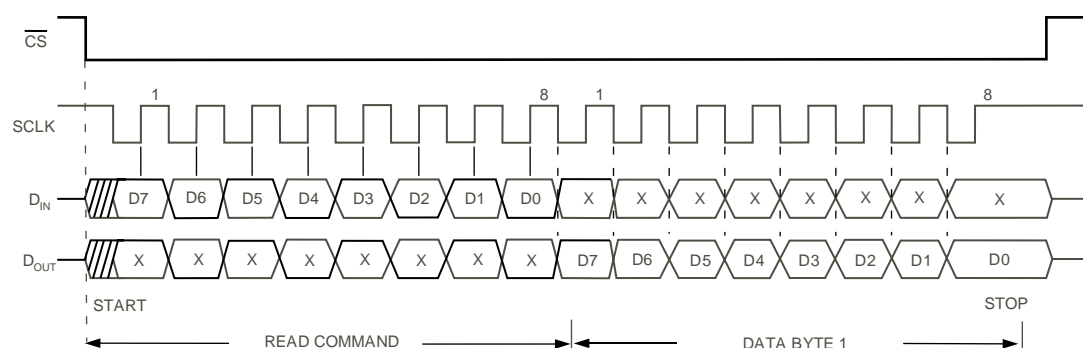 CS
1 8 1 8
SCLK
DIN D7 D6 D5 D4 D3 D2 D1 D0 X X X X X X X X
DOUT X X X X X X X X D7 D6 D5 D4 D3 D2 D1 D0
START STOP
READ COMMAND DATA BYTE 1